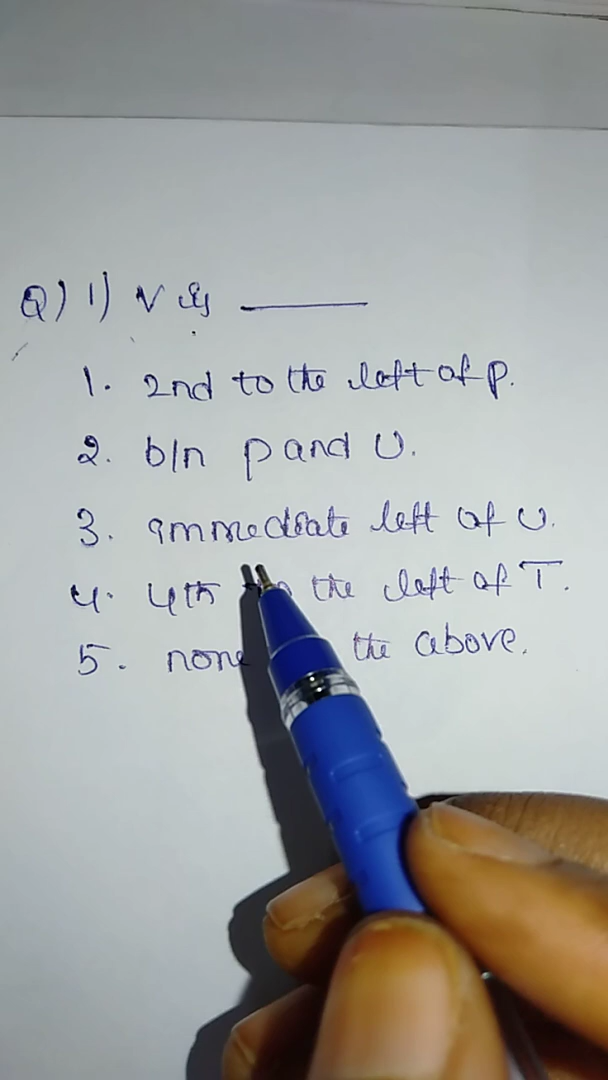 Q) 1) V is ______
1. 2nd to the left of p.
2. b/n p and U.
3. immediate left of U.
4. 4th the left of T.
5. none the above.